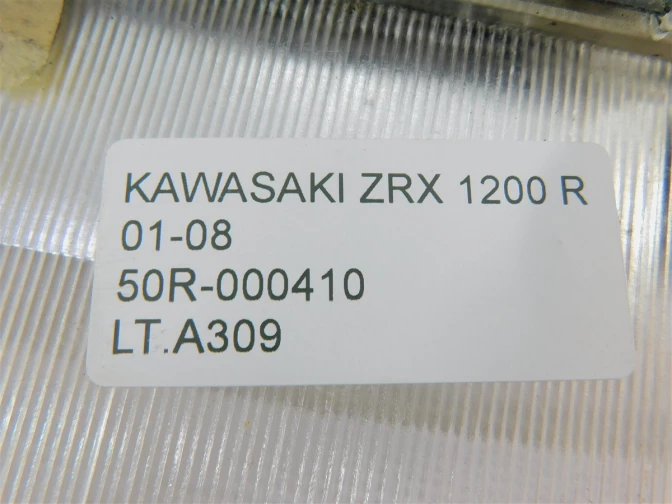 KAWASAKI ZRX 1200 R
01-08
50R-000410
LT.A309